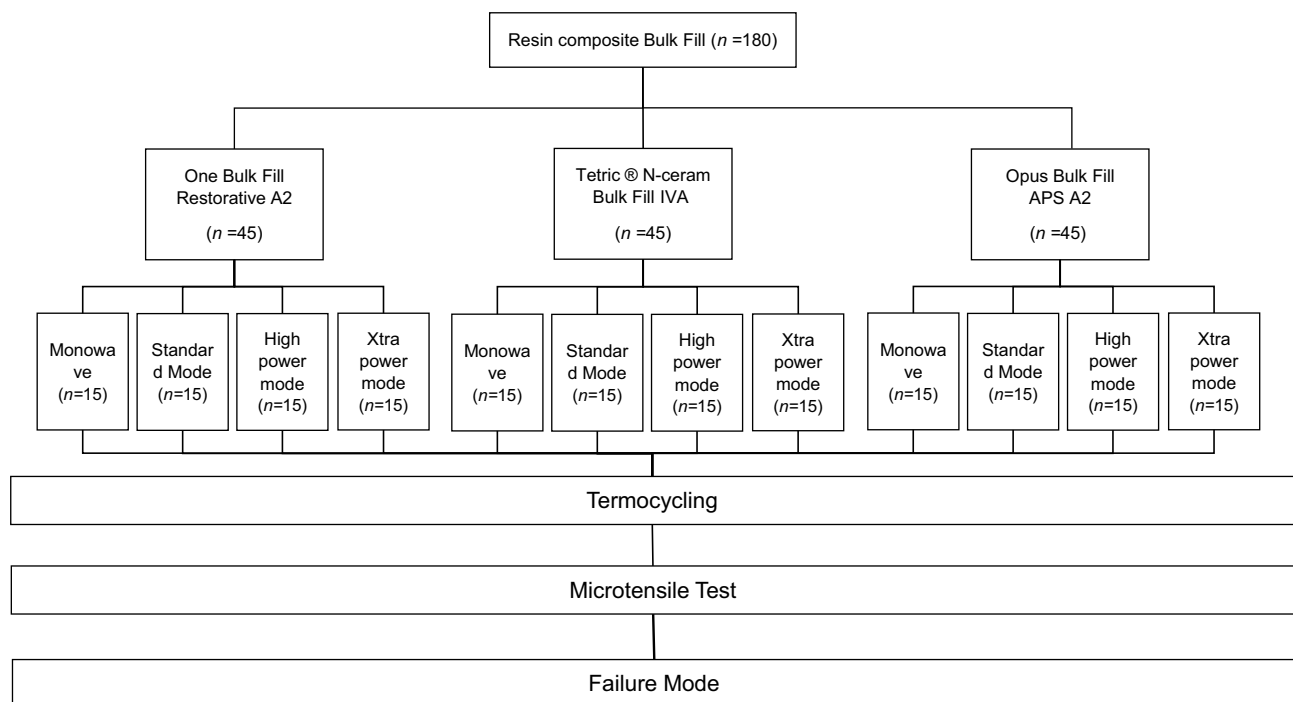 Resin composite Bulk Fill (n =180)
One Bulk Fill
Restorative A2
(n =45)
Tetric ® N-ceram
Bulk Fill IVA
(n =45)
Opus Bulk Fill
APS A2
(n =45)
Monowa
ve
(n=15)
Standar
d Mode
(n=15)
High
power
mode
(n=15)
Xtra
power
mode
(n=15)
Monowa
ve
(n=15)
Standar
d Mode
(n=15)
High
power
mode
(n=15)
Xtra
power
mode
(n=15)
Monowa
ve
(n=15)
Standar
d Mode
(n=15)
High
power
mode
(n=15)
Xtra
power
mode
(n=15)
Termocycling
Microtensile Test
Failure Mode